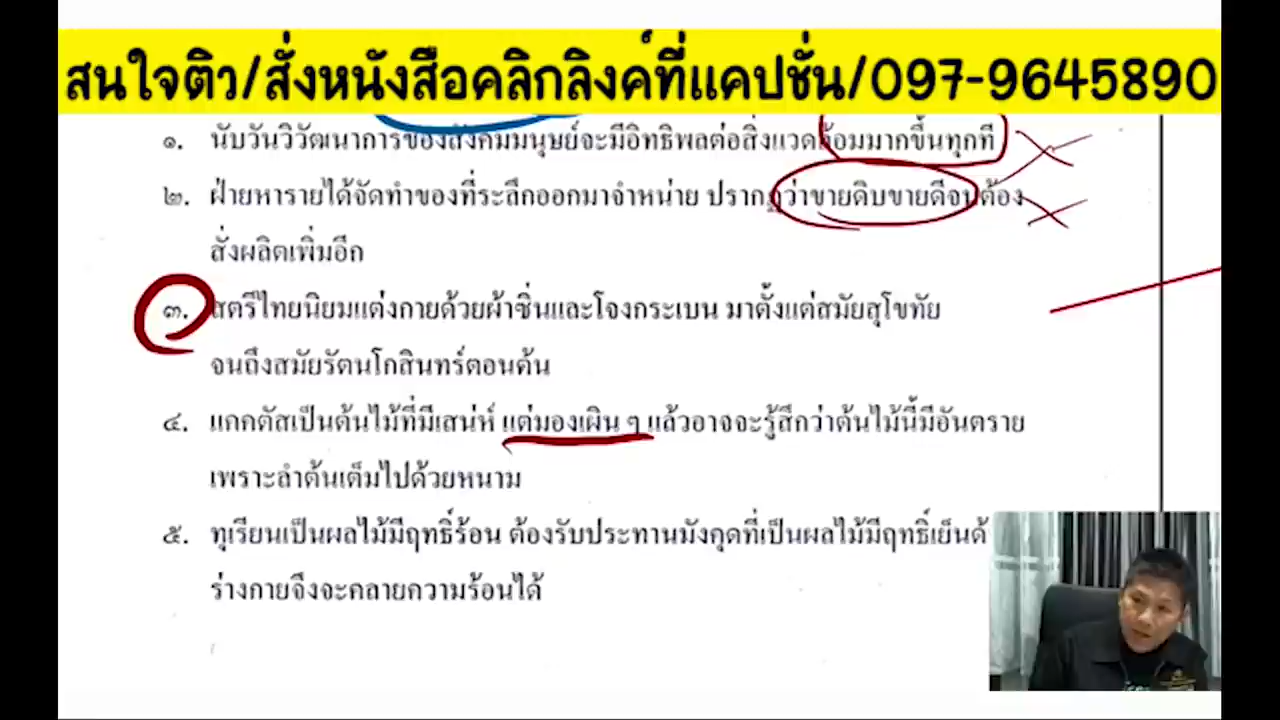 สนใจติว/สั่งหนังสือคลิกลิงค์ที่แคปชั่น/097-9645890
๑. นับวันวิวัฒนาการของสังคมมนุษย์จะมีอิทธิพลต่อสิ่งแวดล้อมมากขึ้นทุกที
๒. ฝ่ายหารายได้จัดทำของที่ระลึกออกมาจำหน่าย ปรากฏว่าขายดิบขายดีจนต้อง
สั่งผลิตเพิ่มอีก
๓. สตรีไทยนิยมแต่งกายด้วยผ้าซิ่นและโจงกระเบน มาตั้งแต่สมัยสุโขทัย
จนถึงสมัยรัตนโกสินทร์ตอนต้น
๔. แคคตัสเป็นต้นไม้ที่มีเสน่ห์ แต่มองเผิน ๆ แล้วอาจจะรู้สึกว่าต้นไม้นี้มีอันตราย
เพราะลำต้นเต็มไปด้วยหนาม
๕. ทุเรียนเป็นผลไม้มีฤทธิ์ร้อน ต้องรับประทานมังคุดที่เป็นผลไม้มีฤทธิ์เย็น
ร่างกายจึงจะคลายความร้อนได้